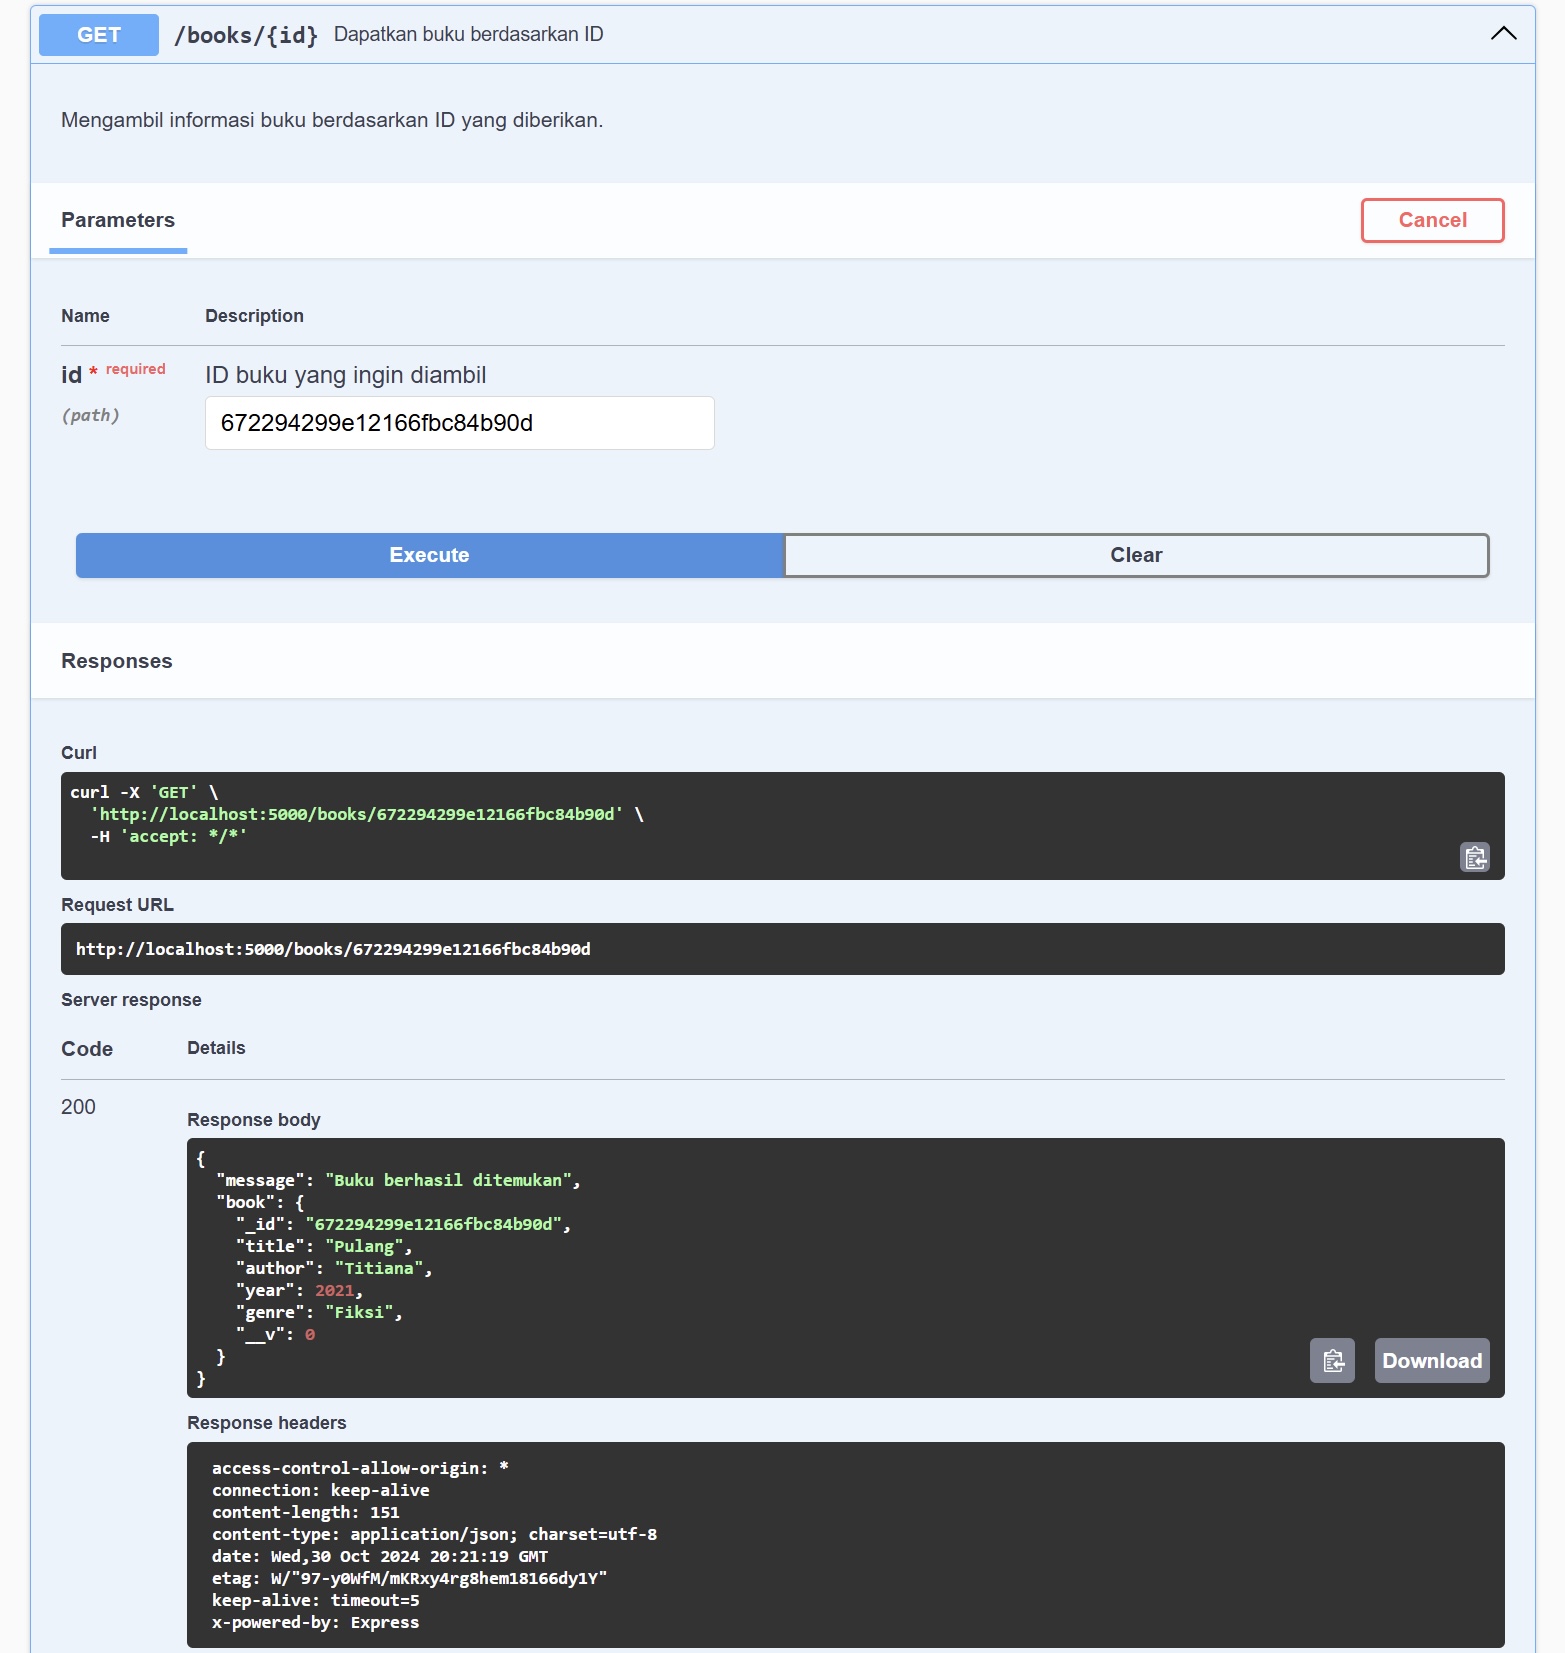 GET /books/{id} Dapatkan buku berdasarkan ID
Mengambil informasi buku berdasarkan ID yang diberikan.
Parameters
Cancel
Name Description
id * required ID buku yang ingin diambil
(path) 672294299e12166fbc84b90d
Execute Clear
Responses
Curl
curl -X 'GET' \
  'http://localhost:5000/books/672294299e12166fbc84b90d' \
  -H 'accept: */*'
Request URL
http://localhost:5000/books/672294299e12166fbc84b90d
Server response
Code Details
200
Response body
{
  "message": "Buku berhasil ditemukan",
  "book": {
    "_id": "672294299e12166fbc84b90d",
    "title": "Pulang",
    "author": "Titiana",
    "year": 2021,
    "genre": "Fiksi",
    "__v": 0
  }
}
Download
Response headers
access-control-allow-origin: *
connection: keep-alive
content-length: 151
content-type: application/json; charset=utf-8
date: Wed,30 Oct 2024 20:21:19 GMT
etag: W/"97-y0WfM/mKRxy4rg8hem18166dy1Y"
keep-alive: timeout=5
x-powered-by: Express